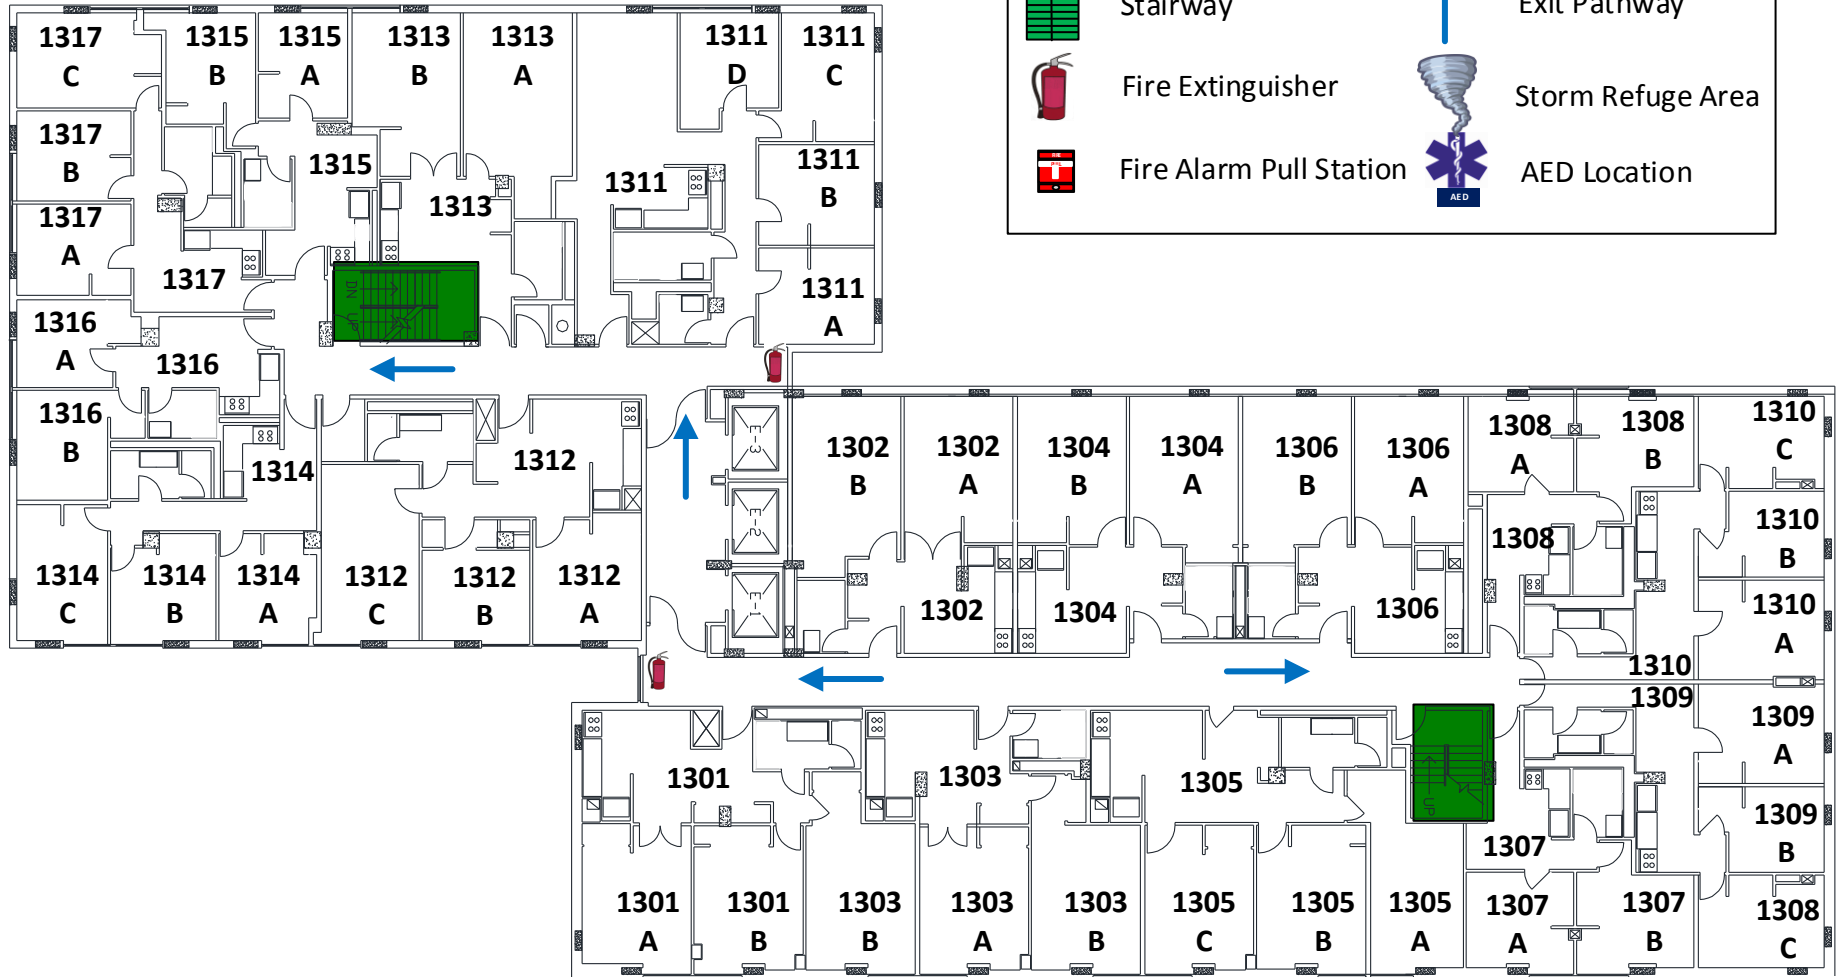 Stairway
Exit Pathway
Fire Extinguisher
Storm Refuge Area
Fire Alarm Pull Station
AED Location
AED
1317
C
1315
B
1315
A
1313
B
1313
A
1311
D
1311
C
1317
B
1315
1311
B
1311
1313
1317
A
1317
DN
UP
1311
A
1316
A
1316
1316
B
1314
1312
E-3
E-2
E-1
1314
C
1314
B
1314
A
1312
C
1312
B
1312
A
1302
B
1302
A
1304
B
1304
A
1306
B
1306
A
1308
A
1308
B
1310
C
1308
1310
B
1302
1304
1306
1310
A
1310
1309
1309
A
1301
1303
1305
UP
1307
1309
B
1301
A
1301
B
1303
B
1303
A
1303
B
1305
C
1305
B
1305
A
1307
A
1307
B
1308
C